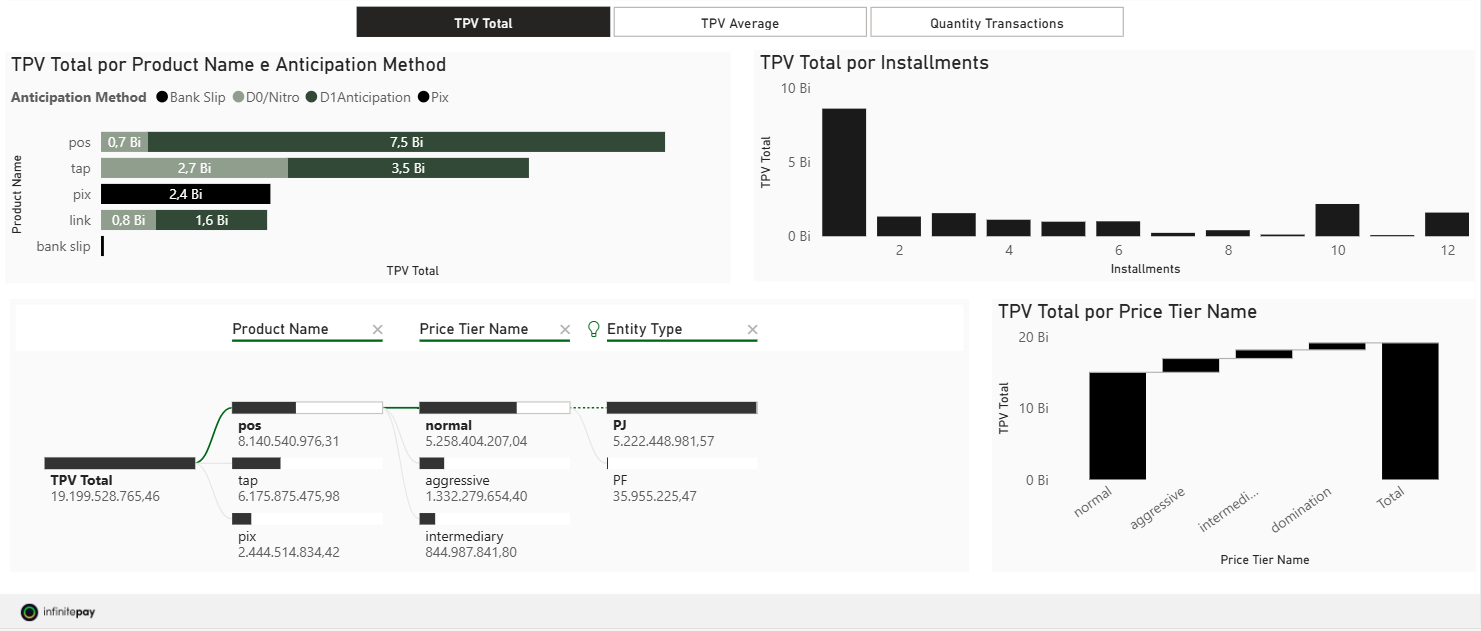 TPV Total
TPV Average
Quantity Transactions
TPV Total por Product Name e Anticipation Method
Anticipation Method Bank Slip D0/Nitro D1Anticipation Pix
Product Name
pos 0,7 Bi 7,5 Bi
tap 2,7 Bi 3,5 Bi
pix 2,4 Bi
link 0,8 Bi 1,6 Bi
bank slip
TPV Total
TPV Total por Installments
TPV Total
10 Bi
5 Bi
0 Bi
2 4 6 8 10 12
Installments
Product Name
Price Tier Name
Entity Type
TPV Total
19.199.528.765,46
pos
8.140.540.976,31
tap
6.175.875.475,98
pix
2.444.514.834,42
normal
5.258.404.207,04
aggressive
1.332.279.654,40
intermediary
844.987.841,80
PJ
5.222.448.981,57
PF
35.955.225,47
TPV Total por Price Tier Name
TPV Total
20 Bi
10 Bi
0 Bi
normal
aggressive
intermedi...
domination
Total
Price Tier Name
infinitepay